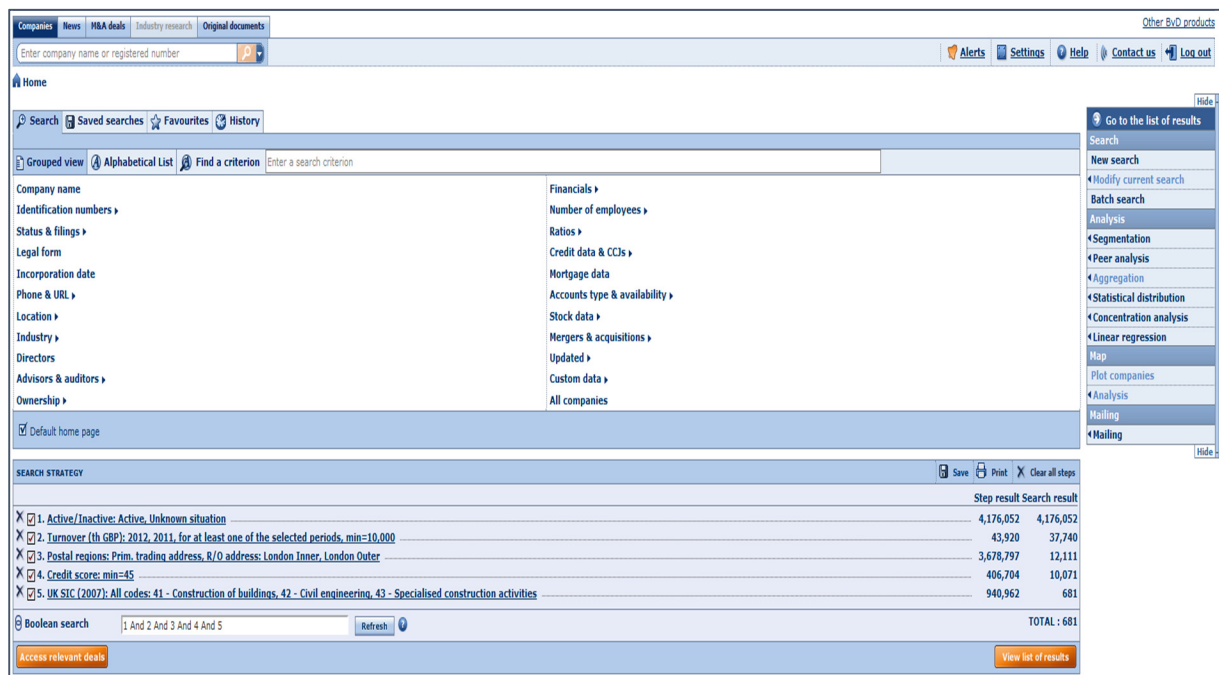 Companies News M&A deals Industry research Original documents
Other BvD products
Enter company name or registered number
Alerts Settings Help Contact us Log out
Home
Hide
Search Saved searches Favourites History
Go to the list of results
Search
Grouped view Alphabetical List Find a criterion Enter a search criterion
New search
Modify current search
Batch search
Analysis
Segmentation
Peer analysis
Aggregation
Statistical distribution
Concentration analysis
Linear regression
Map
Plot companies
Analysis
Mailing
Mailing
Hide
Company name
Identification numbers
Status & filings
Legal form
Incorporation date
Phone & URL
Location
Industry
Directors
Advisors & auditors
Ownership
Financials
Number of employees
Ratios
Credit data & CCJs
Mortgage data
Accounts type & availability
Stock data
Mergers & acquisitions
Updated
Custom data
All companies
Default home page
SEARCH STRATEGY Save Print Clear all steps
Step result Search result
1. Active/Inactive: Active, Unknown situation 4,176,052 4,176,052
2. Turnover (th GBP): 2012, 2011, for at least one of the selected periods, min=10,000 43,920 37,740
3. Postal regions: Prim. trading address, R/O address: London Inner, London Outer 3,678,797 12,111
4. Credit score: min=45 406,704 10,071
5. UK SIC (2007): All codes: 41 - Construction of buildings, 42 - Civil engineering, 43 - Specialised construction activities 940,962 681
Boolean search 1 And 2 And 3 And 4 And 5 Refresh TOTAL : 681
Access relevant deals View list of results